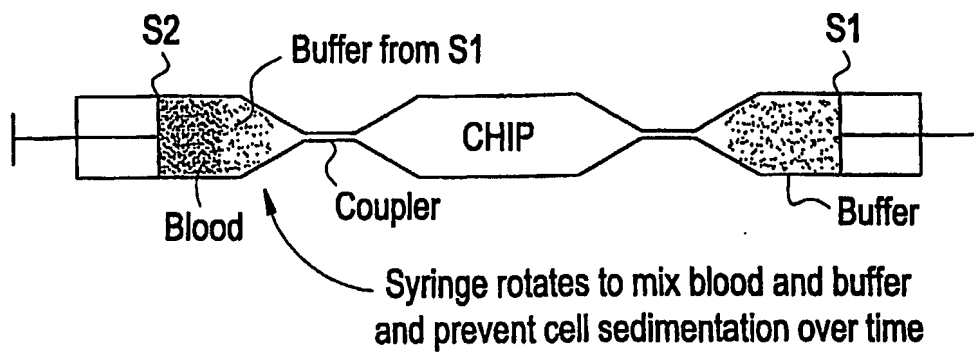 S2
Buffer from S1
S1
CHIP
Blood
Coupler
Buffer
Syringe rotates to mix blood and buffer
and prevent cell sedimentation over time